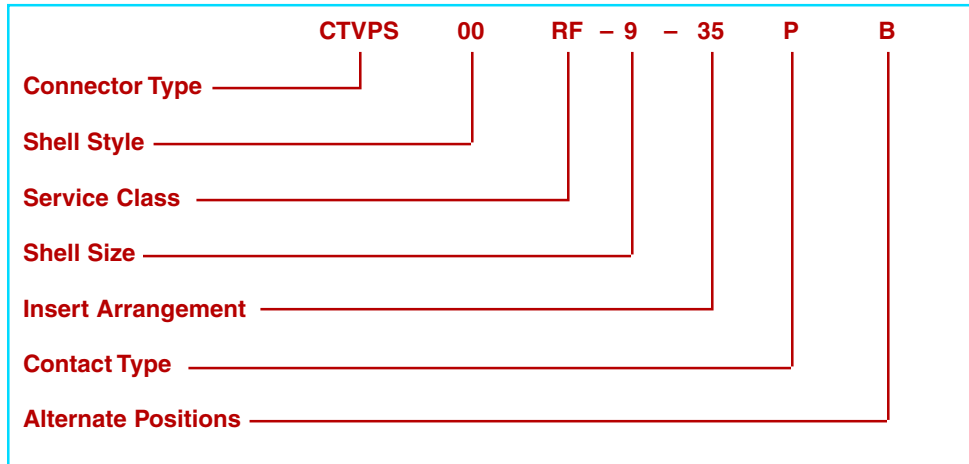 CTVPS 00 RF – 9 – 35 P B
Connector Type
Shell Style
Service Class
Shell Size
Insert Arrangement
Contact Type
Alternate Positions